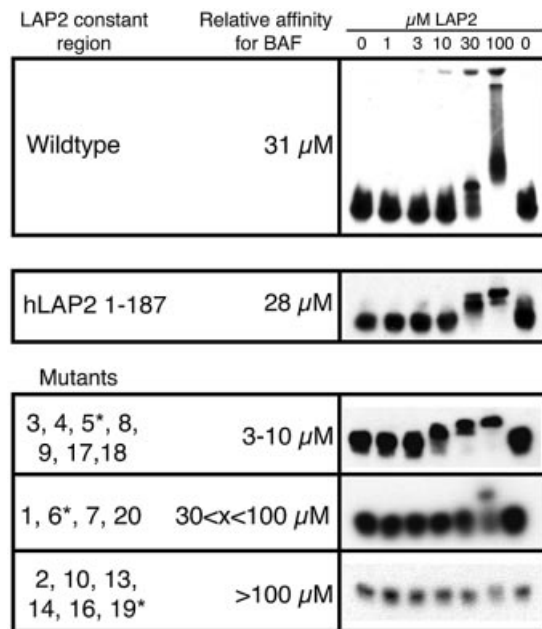 LAP2 constant region
Relative affinity for BAF
µM LAP2
0 1 3 10 30 100 0
Wildtype 31 µM
hLAP2 1-187 28 µM
Mutants
3, 4, 5*, 8,
9, 17,18
3-10 µM
1, 6*, 7, 20 30<x<100 µM
2, 10, 13,
14, 16, 19*
>100 µM